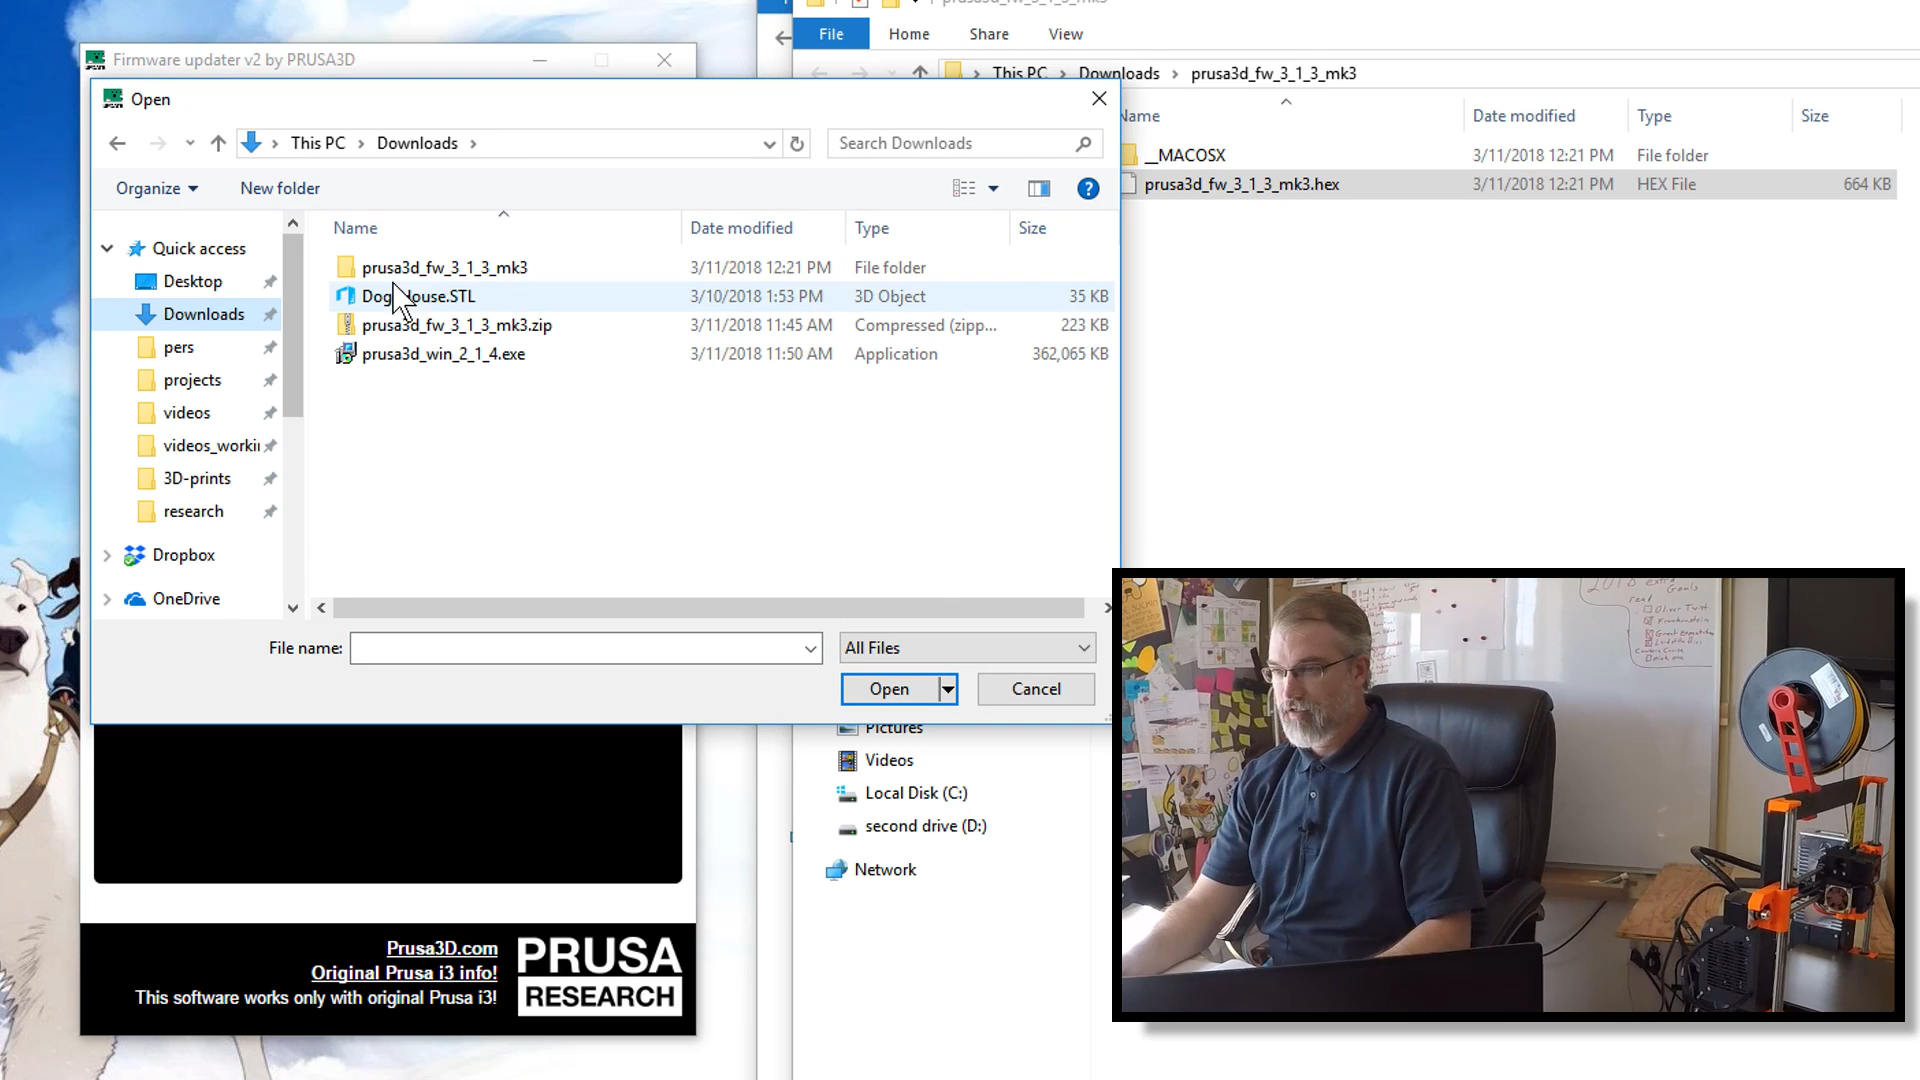 Firmware updater v2 by PRUSA3D
Open
This PC > Downloads >
Search Downloads
Organize
New folder
Name
Date modified
Type
Size
Quick access
Desktop
Downloads
pers
projects
videos
3D-prints
research
Dropbox
OneDrive
prusa3d_fw_3_1_3_mk3
3/11/2018 12:21 PM
File folder
3/10/2018 1:53 PM
3D Object
35 KB
prusa3d_fw_3_1_3_mk3.zip
3/11/2018 11:45 AM
Compressed (zipp...
223 KB
prusa3d_win_2_1_4.exe
3/11/2018 11:50 AM
Application
362,065 KB
File name:
All Files
Open
Cancel
Prusa3D.com
Original Prusa i3 info!
This software works only with original Prusa i3!
PRUSA
RESEARCH
prusa3d_fw_3_1_3_mk3
File
Home
Share
View
This PC > Downloads > prusa3d_fw_3_1_3_mk3
Name
Date modified
Type
Size
__MACOSX
3/11/2018 12:21 PM
File folder
prusa3d_fw_3_1_3_mk3.hex
3/11/2018 12:21 PM
HEX File
664 KB
Pictures
Videos
Local Disk (C:)
second drive (D:)
Network
Goals
read
Oliver Twist
Frankenstein